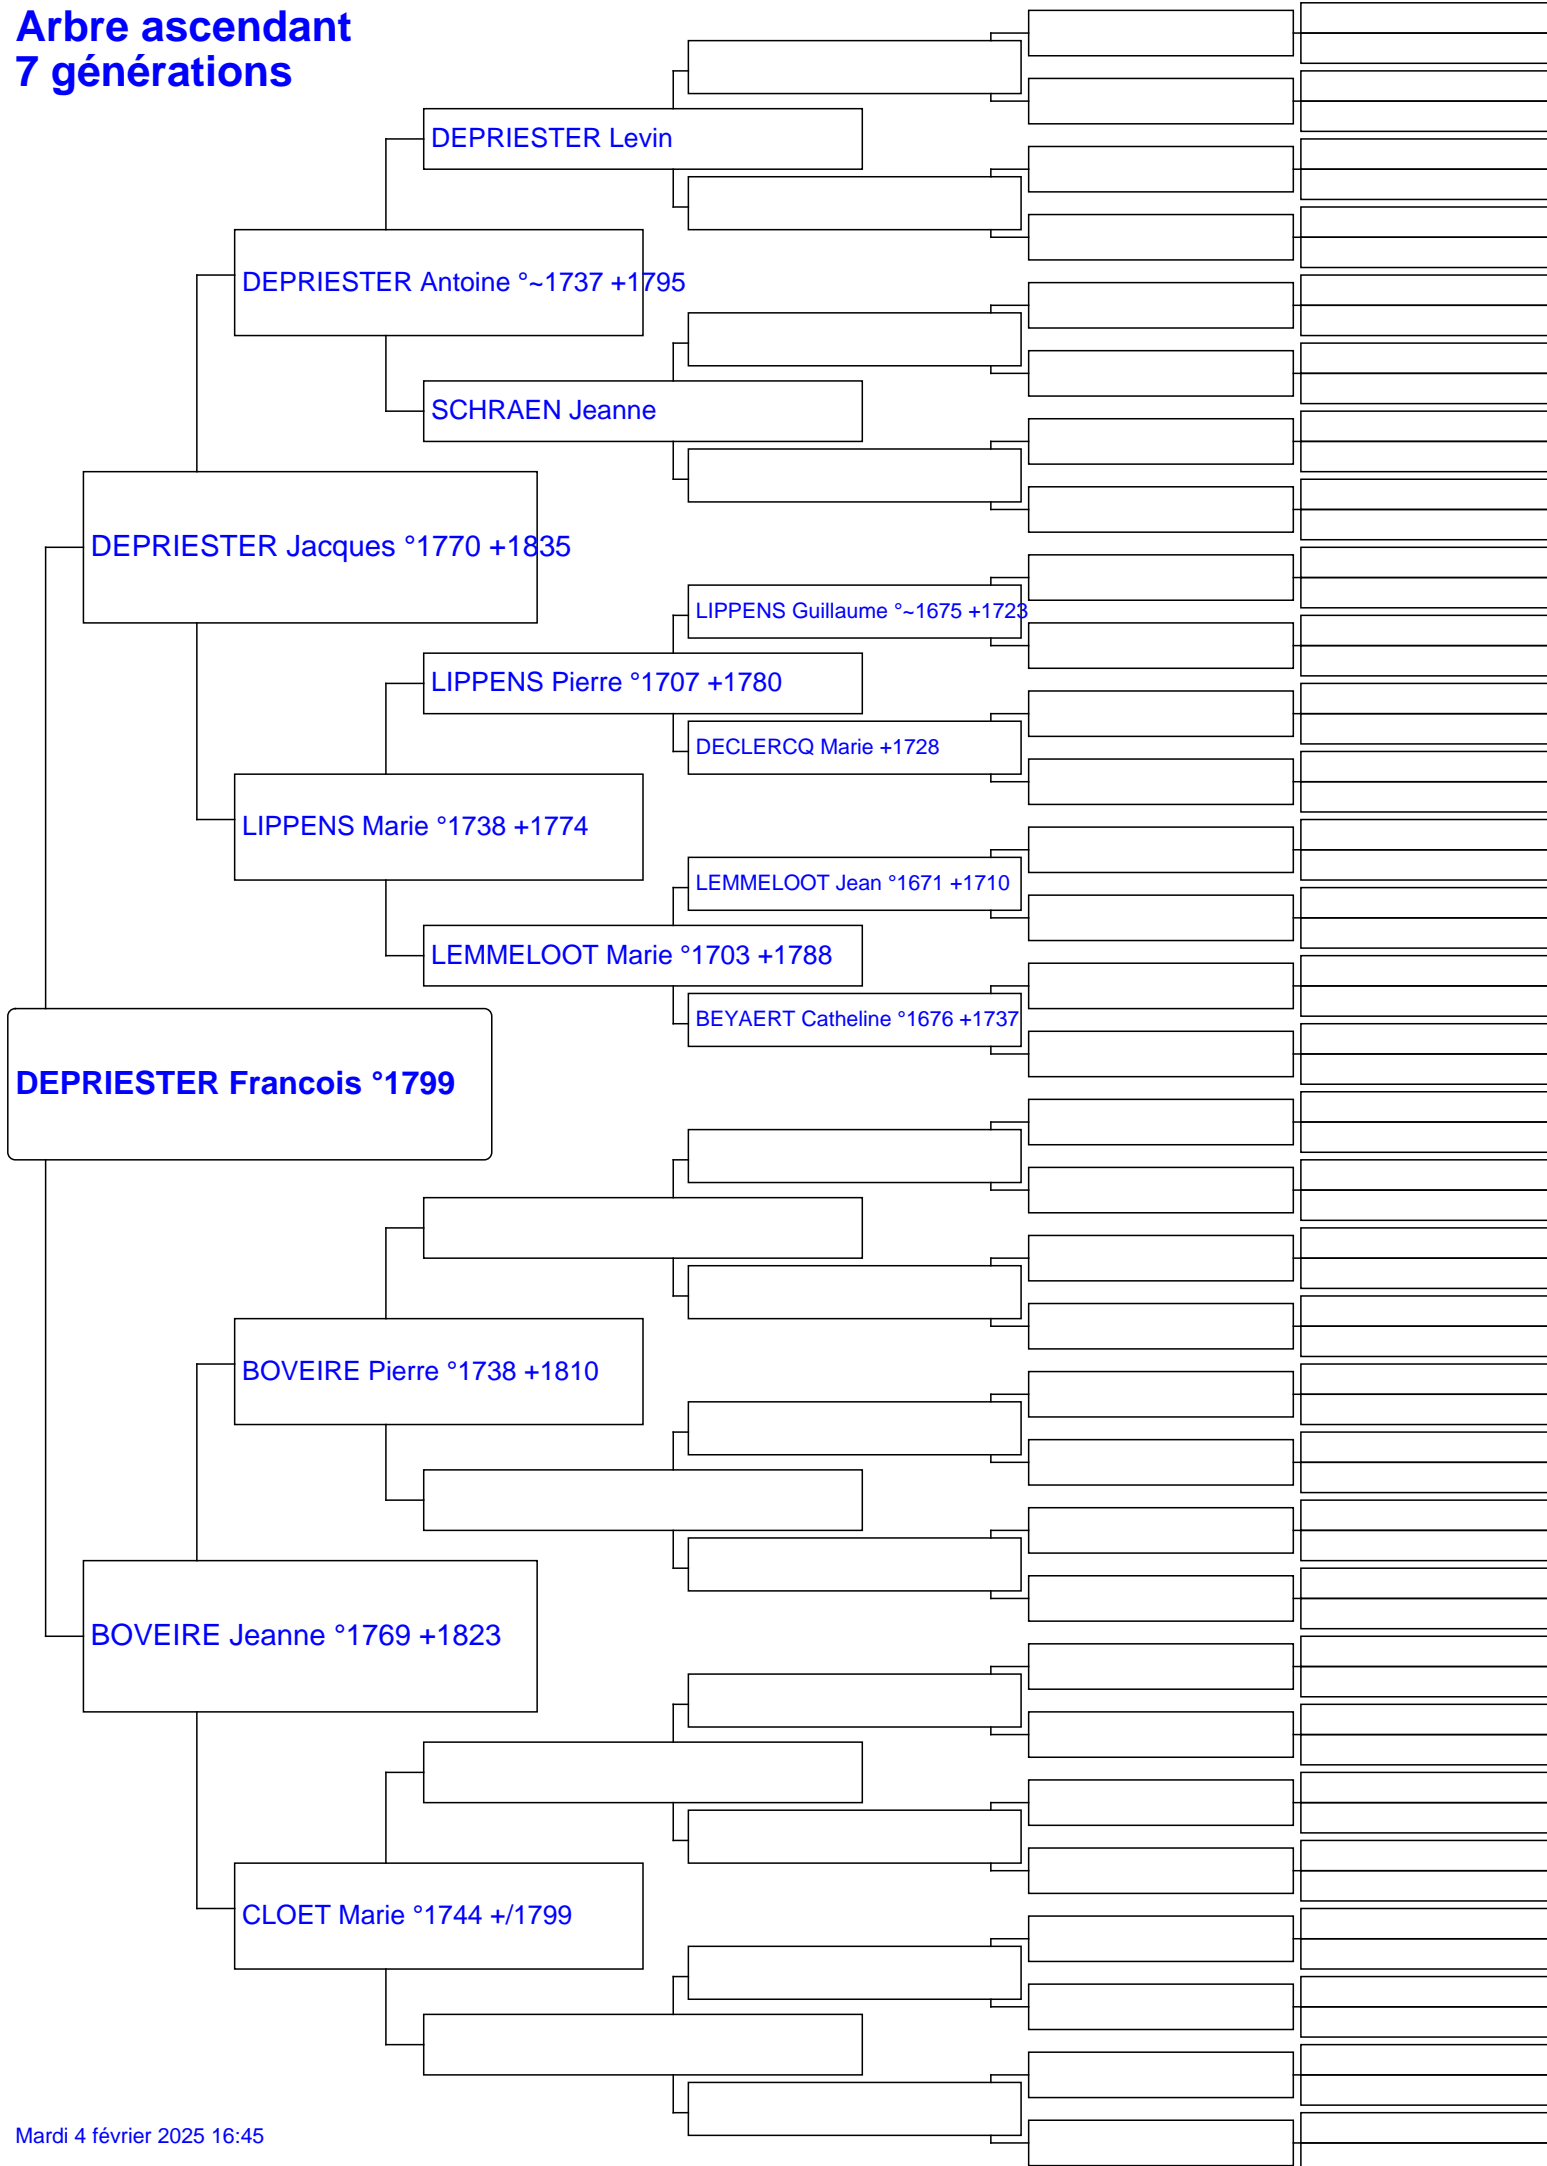 Arbre ascendant
7 générations
DEPRIESTER Levin
DEPRIESTER Antoine °~1737 +1795
SCHRAEN Jeanne
DEPRIESTER Jacques °1770 +1835
LIPPENS Guillaume °~1675 +1723
LIPPENS Pierre °1707 +1780
DECLERCQ Marie +1728
LIPPENS Marie °1738 +1774
LEMMELOOT Jean °1671 +1710
LEMMELOOT Marie °1703 +1788
BEYAERT Catheline °1676 +1737
DEPRIESTER Francois °1799
BOVEIRE Pierre °1738 +1810
BOVEIRE Jeanne °1769 +1823
CLOET Marie °1744 +/1799
Mardi 4 février 2025 16:45